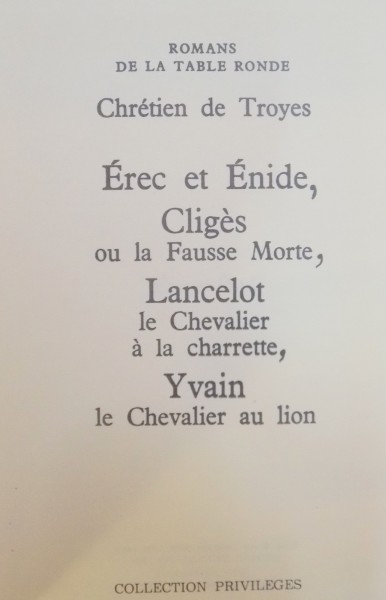 ROMANS
DE LA TABLE RONDE
Chrétien de Troyes
Érec et Énide,
Cligès
ou la Fausse Morte,
Lancelot
le Chevalier
à la charrette,
Yvain
le Chevalier au lion
COLLECTION PRIVILEGES